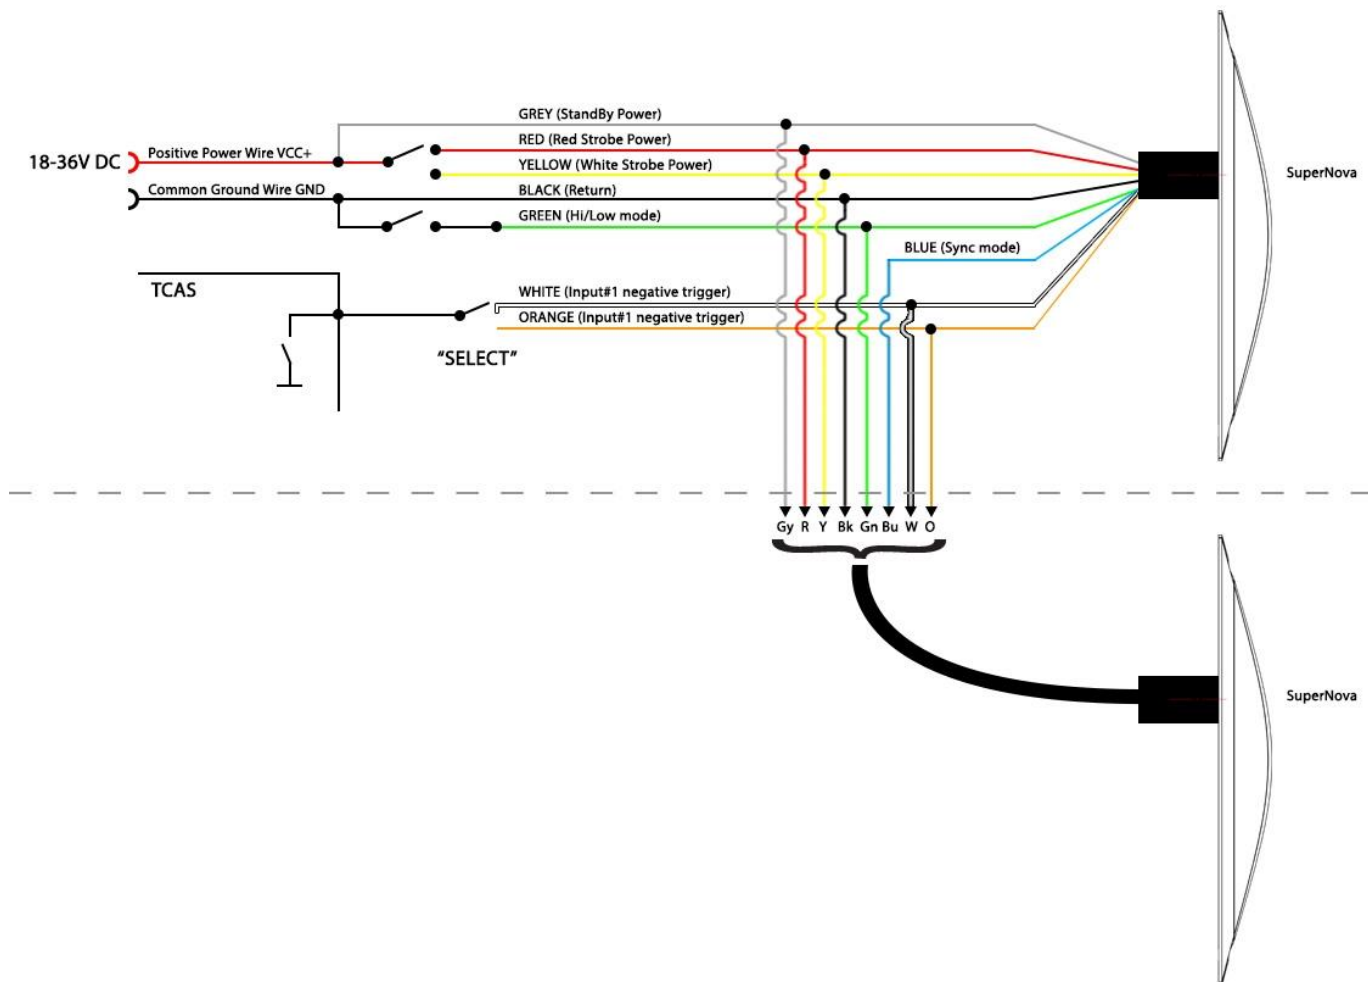 GREY (StandBy Power)
RED (Red Strobe Power)
18-36V DC
Positive Power Wire VCC+
YELLOW (White Strobe Power)
SuperNova
Common Ground Wire GND
BLACK (Return)
GREEN (Hi/Low mode)
BLUE (Sync mode)
TCAS
WHITE (Input#1 negative trigger)
ORANGE (Input#1 negative trigger)
"SELECT"
Gy R Y Bk Gn Bu W O
SuperNova